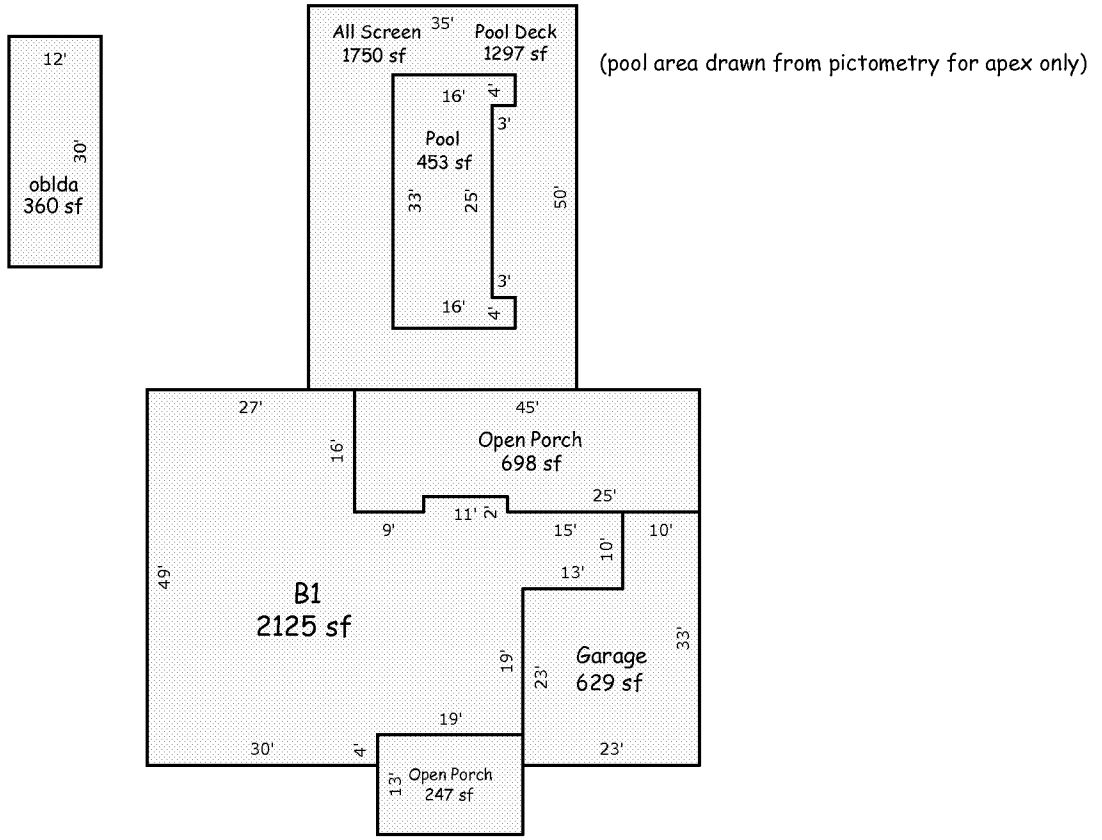 35'
All Screen
1750 sf
Pool Deck
1297 sf
(pool area drawn from pictometry for apex only)
12'
30'
oblda
360 sf
16'
4'
3'
Pool
453 sf
33'
25'
50'
3'
16'
4'
27'
45'
16'
Open Porch
698 sf
25'
9'
11'
2'
15'
10'
10'
13'
49'
B1
2125 sf
19'
23'
Garage
629 sf
33'
19'
30'
4'
23'
13'
Open Porch
247 sf